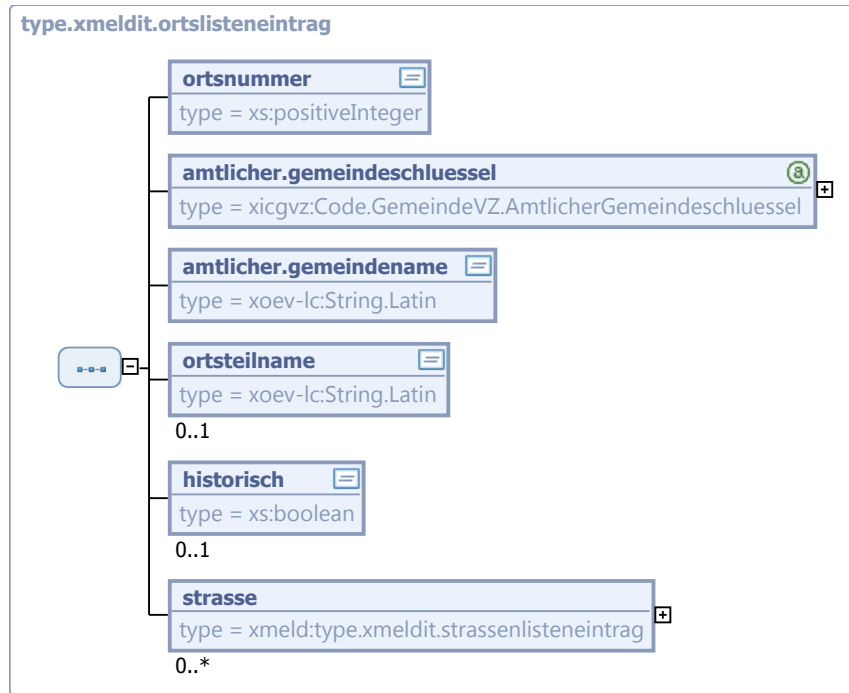 type.xmeldit.ortslisteneintrag
ortsnummer
type = xs:positiveInteger
amtlicher.gemeindeschluessel
a
type = xicgvz:Code.GemeindeVZ.AmtlicherGemeindeschluessel
amtlicher.gemeindename
type = xoev-lc:String.Latin
ortsteilname
type = xoev-lc:String.Latin
0..1
historisch
type = xs:boolean
0..1
strasse
type = xmeld:type.xmeldit.strassenlisteneintrag
0..*